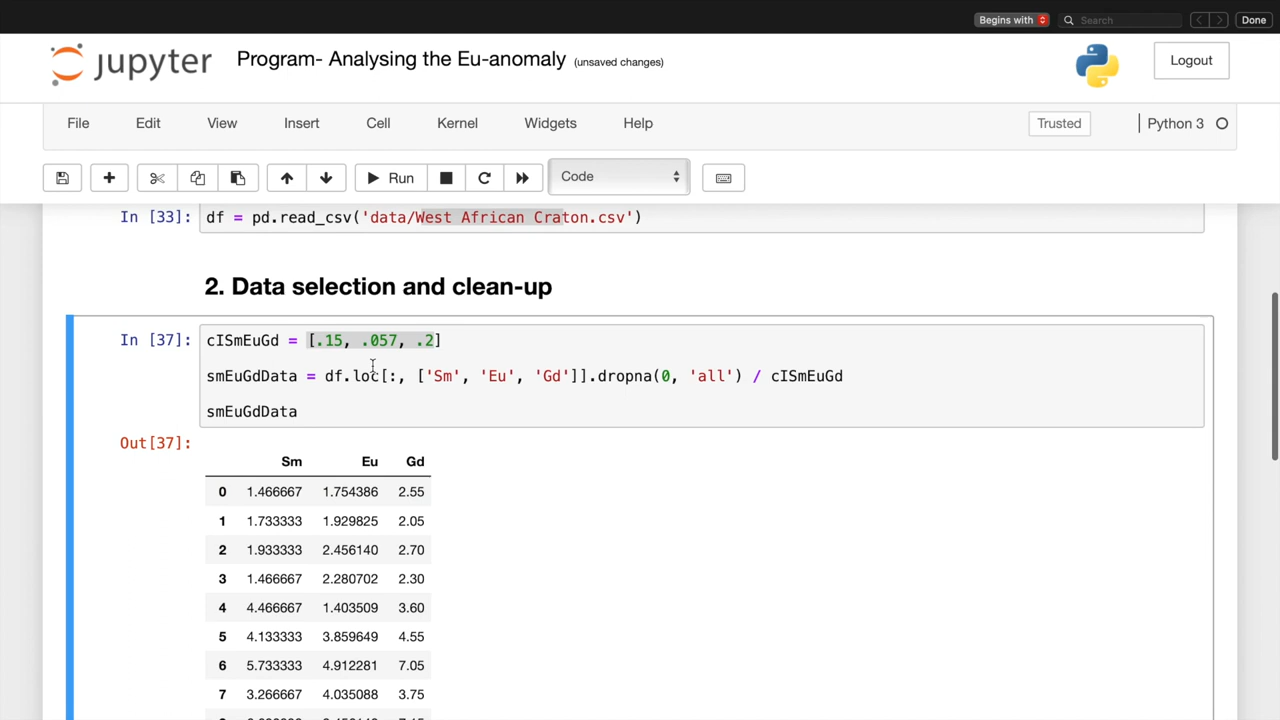 Begins with
Search
Done
jupyter
Program- Analysing the Eu-anomaly (unsaved changes)
Logout
File Edit View Insert Cell Kernel Widgets Help
Trusted
Python 3
Run
Code
In [33]: df = pd.read_csv('data/West African Craton.csv')
2. Data selection and clean-up
In [37]: cISmEuGd = [.15, .057, .2]
smEuGdData = df.loc[:, ['Sm', 'Eu', 'Gd']].dropna(0, 'all') / cISmEuGd
smEuGdData
Out[37]:
Sm Eu Gd
0 1.466667 1.754386 2.55
1 1.733333 1.929825 2.05
2 1.933333 2.456140 2.70
3 1.466667 2.280702 2.30
4 4.466667 1.403509 3.60
5 4.133333 3.859649 4.55
6 5.733333 4.912281 7.05
7 3.266667 4.035088 3.75